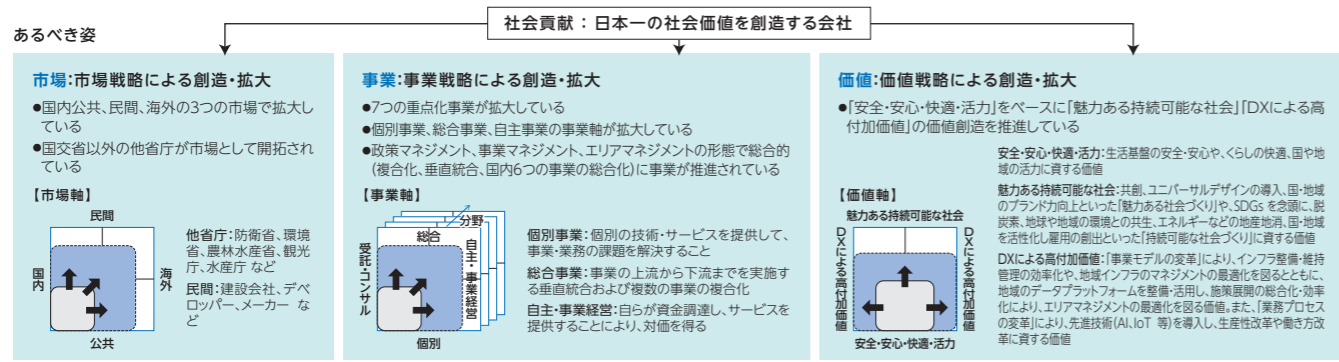 社会貢献：日本一の社会価値を創造する会社
あるべき姿
市場:市場戦略による創造・拡大
●国内公共、民間、海外の3つの市場で拡大し
ている
●国交省以外の他省庁が市場として開拓され
ている
【市場軸】
民間
国内
海外
公共
他省庁：防衛省、環境
省、農林水産省、観光
庁、水産庁 など
民間：建設会社、デベ
ロッパー、メーカー な
ど
事業:事業戦略による創造・拡大
●7つの重点化事業が拡大している
●個別事業、総合事業、自主事業の事業軸が拡大している
●政策マネジメント、事業マネジメント、エリアマネジメントの形態で総合的
(複合化、垂直統合、国内6つの事業の総合化)に事業が推進されている
【事業軸】
分野
総合
受託・コンサル
自主・事業経営
個別
個別事業：個別の技術・サービスを提供して、
事業・業務の課題を解決すること
総合事業：事業の上流から下流までを実施す
る垂直統合および複数の事業の複合化
自主・事業経営：自らが資金調達し、サービスを
提供することにより、対価を得る
価値:価値戦略による創造・拡大
●「安全・安心・快適・活力」をベースに「魅力ある持続可能な社会」「DXによる高
付加価値」の価値創造を推進している
【価値軸】
魅力ある持続可能な社会
DXによる高付加価値
DXによる高付加価値
安全・安心・快適・活力
安全・安心・快適・活力：生活基盤の安全・安心や、くらしの快適、国や地
域の活力に資する価値
魅力ある持続可能な社会：共創、ユニバーサルデザインの導入、国・地域
のブランド力向上といった「魅力ある社会づくり」や、SDGs を念頭に、脱
炭素、地球や地域の環境との共生、エネルギーなどの地産地消、国・地域
を活性化し雇用の創出といった「持続可能な社会づくり」に資する価値
DXによる高付加価値：「事業モデルの変革」により、インフラ整備・維持
管理の効率化や、地域インフラのマネジメントの最適化を図るとともに、
地域のデータプラットフォームを整備・活用し、施策展開の総合化・効率
化により、エリアマネジメントの最適化を図る価値。また、「業務プロセス
の変革」により、先進技術(AI、IoT 等)を導入し、生産性改革や働き方改
革に資する価値